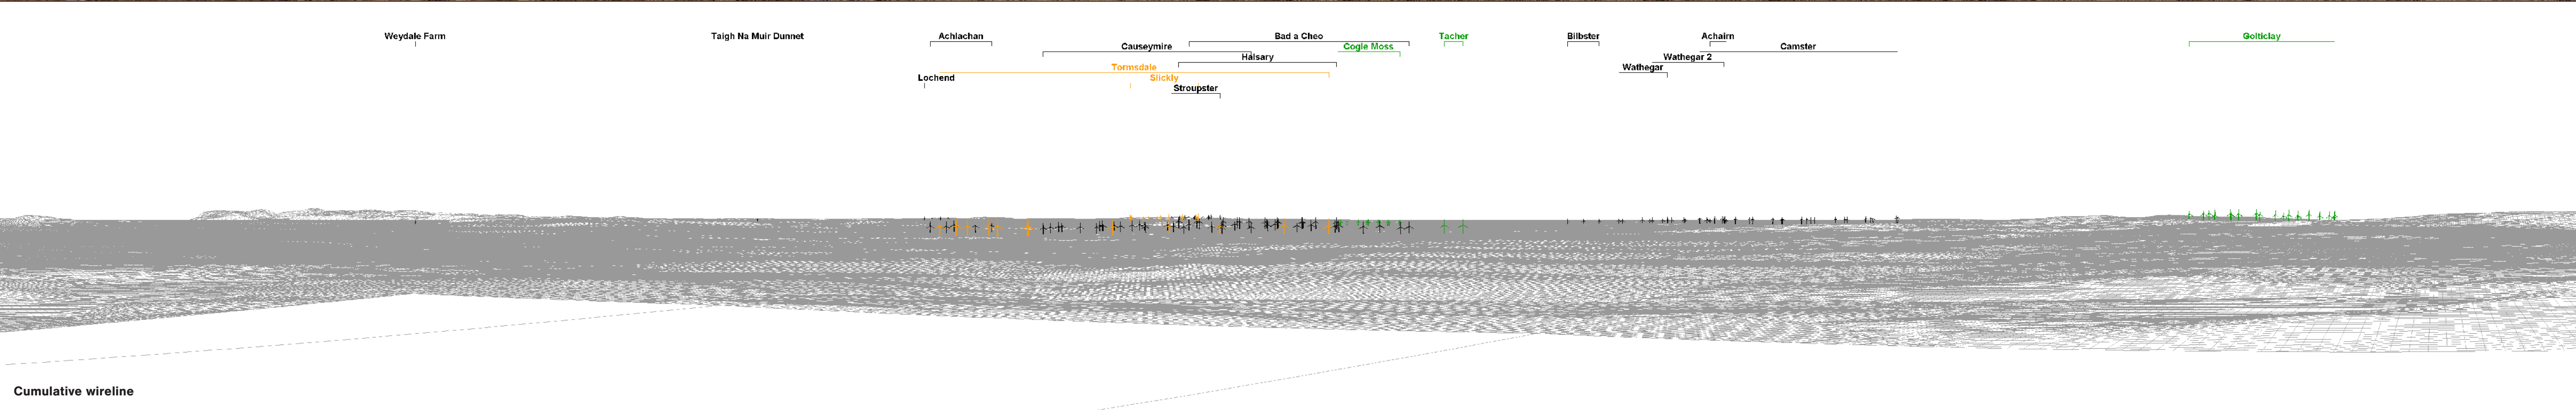 Weydale Farm
Taigh Na Muir Dunnet
Achlachan
Bad a Cheo
Tacher
Bilbster
Achairn
Golticlay
Causeymire
Cogle Moss
Camster
Halsary
Wathegar 2
Tormsdale
Wathegar
Lochend
Slickly
Stroupster
Cumulative wireline